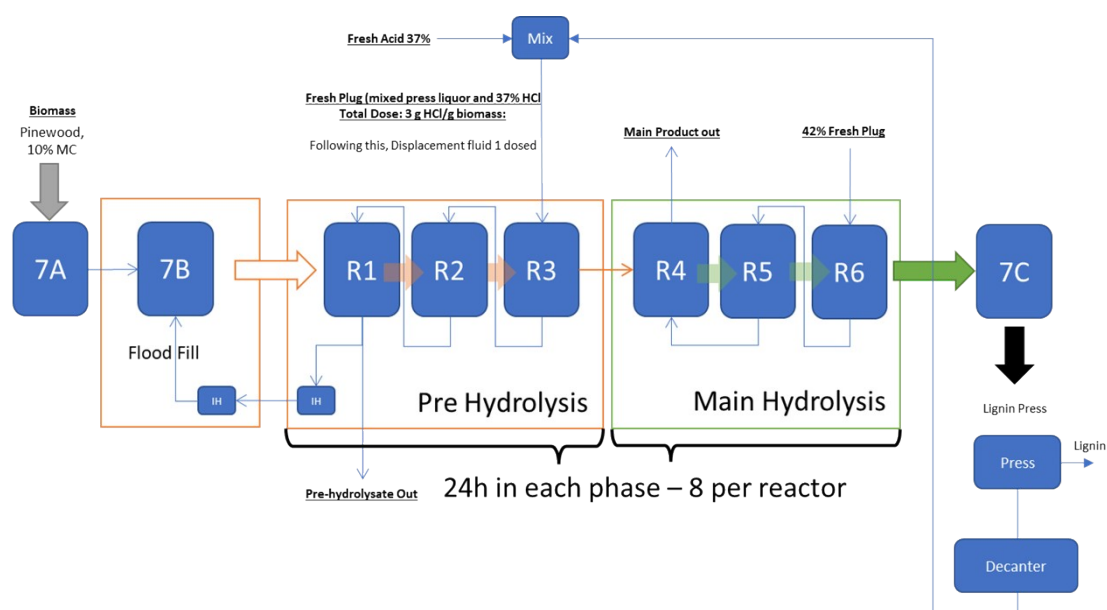 Fresh Acid 37%
Mix
Fresh Plug (mixed press liquor and 37% HCl
Total Dose: 3 g HCl/g biomass:
Following this, Displacement fluid 1 dosed
Biomass
Pinewood,
10% MC
Main Product out
42% Fresh Plug
7A
7B
R1
R2
R3
R4
R5
R6
7C
Flood Fill
IH
IH
Pre Hydrolysis
Main Hydrolysis
Lignin Press
Pre-hydrolysate Out
24h in each phase – 8 per reactor
Press
Lignin
Decanter